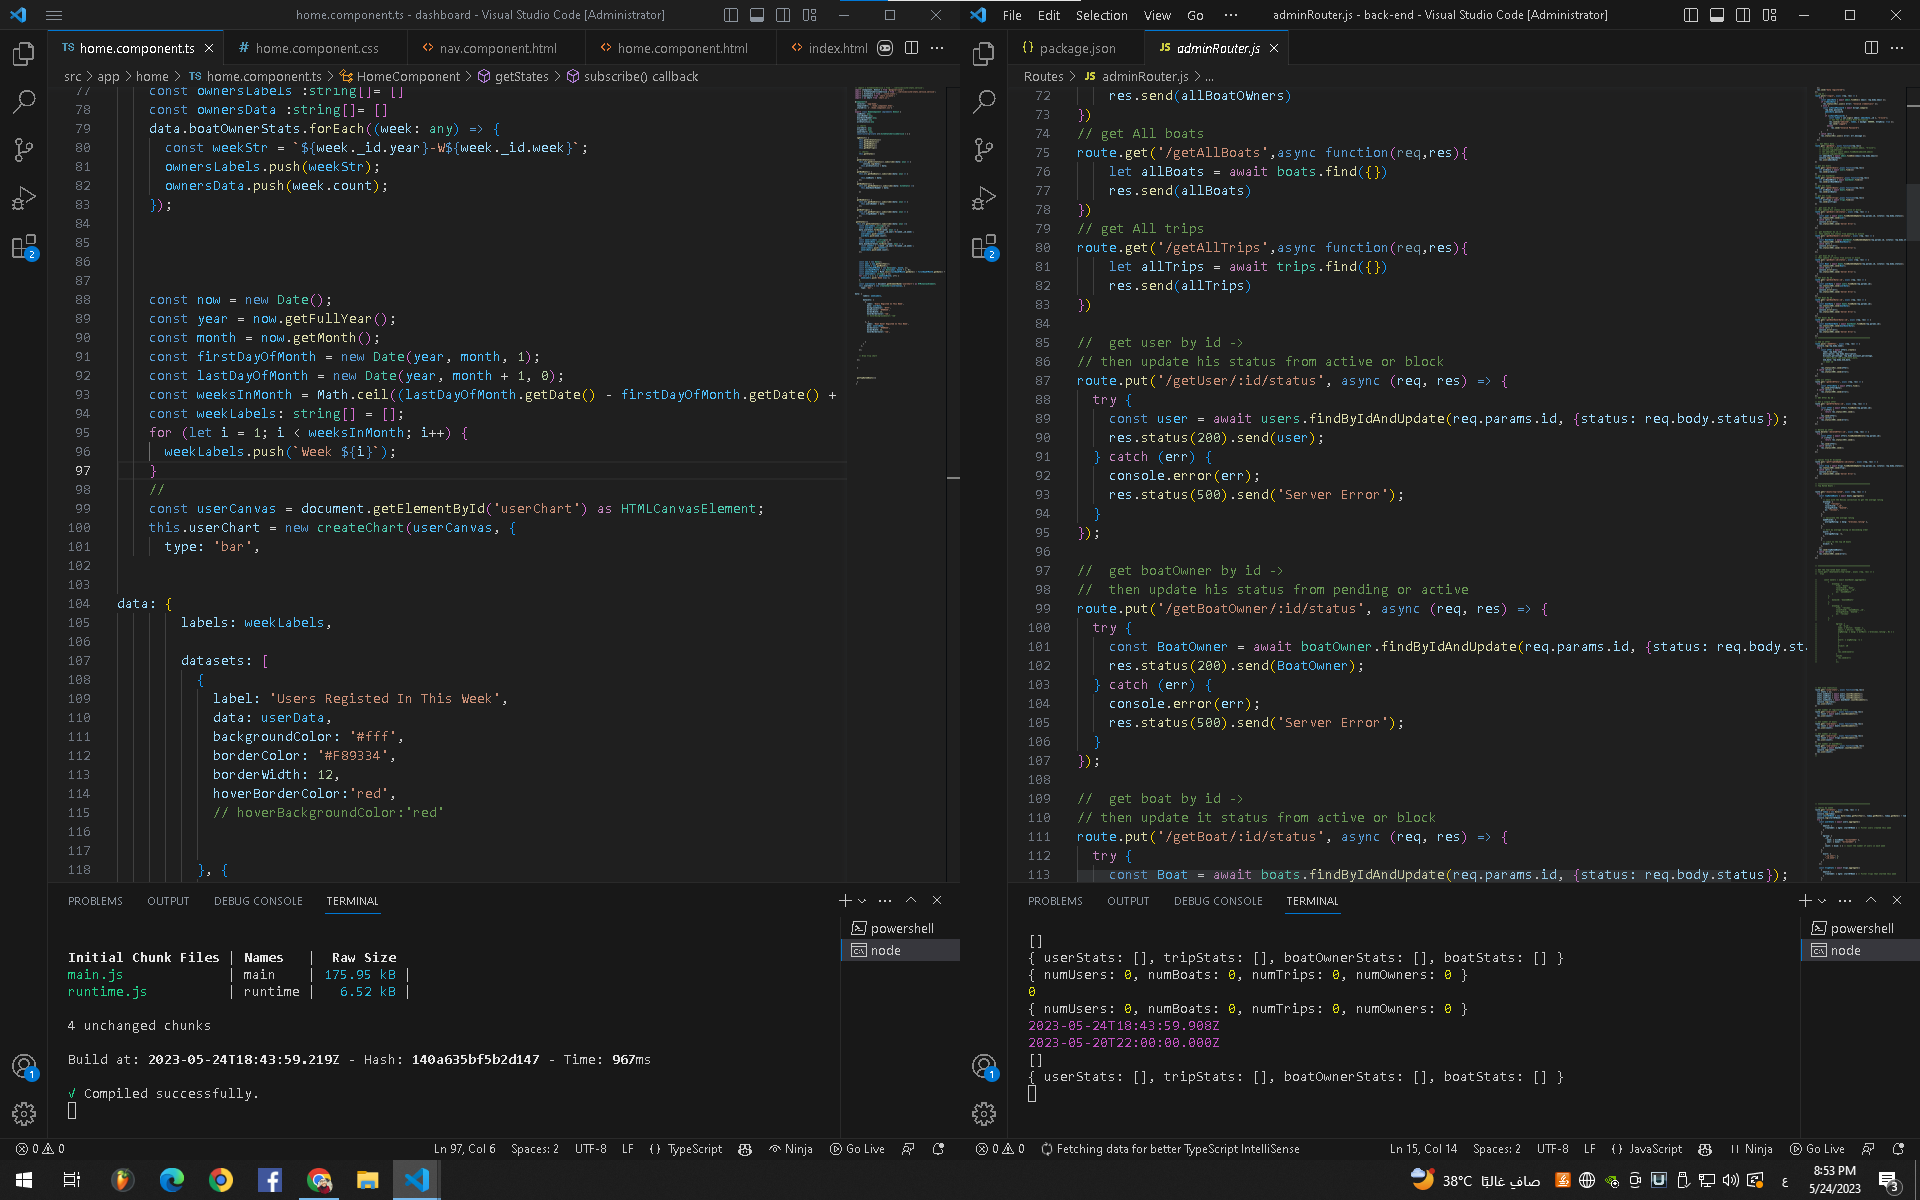 home.component.ts - dashboard - Visual Studio Code [Administrator]
home.component.ts
home.component.css
nav.component.html
home.component.html
index.html
src > app > home > TS home.component.ts > HomeComponent > getStates > subscribe() callback
77 const ownersLabels :string[]= []
78 const ownersData :string[]= []
79 data.boatOwnerStats.forEach((week: any) => {
80 const weekStr = `${week._id.year}-W${week._id.week}`;
81 ownersLabels.push(weekStr);
82 ownersData.push(week.count);
83 });
84
85
86
87
88 const now = new Date();
89 const year = now.getFullYear();
90 const month = now.getMonth();
91 const firstDayOfMonth = new Date(year, month, 1);
92 const lastDayOfMonth = new Date(year, month + 1, 0);
93 const weeksInMonth = Math.ceil((lastDayOfMonth.getDate() - firstDayOfMonth.getDate() +
94 const weekLabels: string[] = [];
95 for (let i = 1; i < weeksInMonth; i++) {
96 weekLabels.push(`Week ${i}`);
97 }
98 //
99 const userCanvas = document.getElementById('userChart') as HTMLCanvasElement;
100 this.userChart = new createChart(userCanvas, {
101 type: 'bar',
102
103
104 data: {
105 labels: weekLabels,
106
107 datasets: [
108 {
109 label: 'Users Registed In This Week',
110 data: userData,
111 backgroundColor: '#fff',
112 borderColor: '#F89334',
113 borderWidth: 12,
114 hoverBorderColor:'red',
115 // hoverBackgroundColor:'red'
116
117
118 }, {
PROBLEMS OUTPUT DEBUG CONSOLE TERMINAL
powershell
node
Initial Chunk Files | Names | Raw Size
main.js | main | 175.95 kB |
runtime.js | runtime | 6.52 kB |
4 unchanged chunks
Build at: 2023-05-24T18:43:59.219Z - Hash: 140a635bf5b2d147 - Time: 967ms
√ Compiled successfully.
0 0 Ln 97, Col 6 Spaces: 2 UTF-8 LF {} TypeScript Ninja Go Live
File Edit Selection View Go ··· adminRouter.js - back-end - Visual Studio Code [Administrator]
package.json
JS adminRouter.js
Routes > JS adminRouter.js > ...
72 res.send(allBoatOWners)
73 })
74 // get All boats
75 route.get('/getAllBoats',async function(req,res){
76 let allBoats = await boats.find({})
77 res.send(allBoats)
78 })
79 // get All trips
80 route.get('/getAllTrips',async function(req,res){
81 let allTrips = await trips.find({})
82 res.send(allTrips)
83 })
84
85 // get user by id ->
86 // then update his status from active or block
87 route.put('/getUser/:id/status', async (req, res) => {
88 try {
89 const user = await users.findByIdAndUpdate(req.params.id, {status: req.body.status});
90 res.status(200).send(user);
91 } catch (err) {
92 console.error(err);
93 res.status(500).send('Server Error');
94 }
95 });
96
97 // get boatOwner by id ->
98 // then update his status from pending or active
99 route.put('/getBoatOwner/:id/status', async (req, res) => {
100 try {
101 const BoatOwner = await boatOwner.findByIdAndUpdate(req.params.id, {status: req.body.st
102 res.status(200).send(BoatOwner);
103 } catch (err) {
104 console.error(err);
105 res.status(500).send('Server Error');
106 }
107 });
108
109 // get boat by id ->
110 // then update it status from active or block
111 route.put('/getBoat/:id/status', async (req, res) => {
112 try {
113 const Boat = await boats.findByIdAndUpdate(req.params.id, {status: req.body.status});
PROBLEMS OUTPUT DEBUG CONSOLE TERMINAL
powershell
node
[]
{ userStats: [], tripStats: [], boatOwnerStats: [], boatStats: [] }
{ numUsers: 0, numBoats: 0, numTrips: 0, numOwners: 0 }
0
{ numUsers: 0, numBoats: 0, numTrips: 0, numOwners: 0 }
2023-05-24T18:43:59.908Z
2023-05-20T22:00:00.000Z
[]
{ userStats: [], tripStats: [], boatOwnerStats: [], boatStats: [] }
0 0 Fetching data for better TypeScript IntelliSense Ln 15, Col 14 Spaces: 2 UTF-8 LF {} JavaScript Ninja Go Live
38°C صافٍ غالبًا
ع
8:53 PM
5/24/2023
3